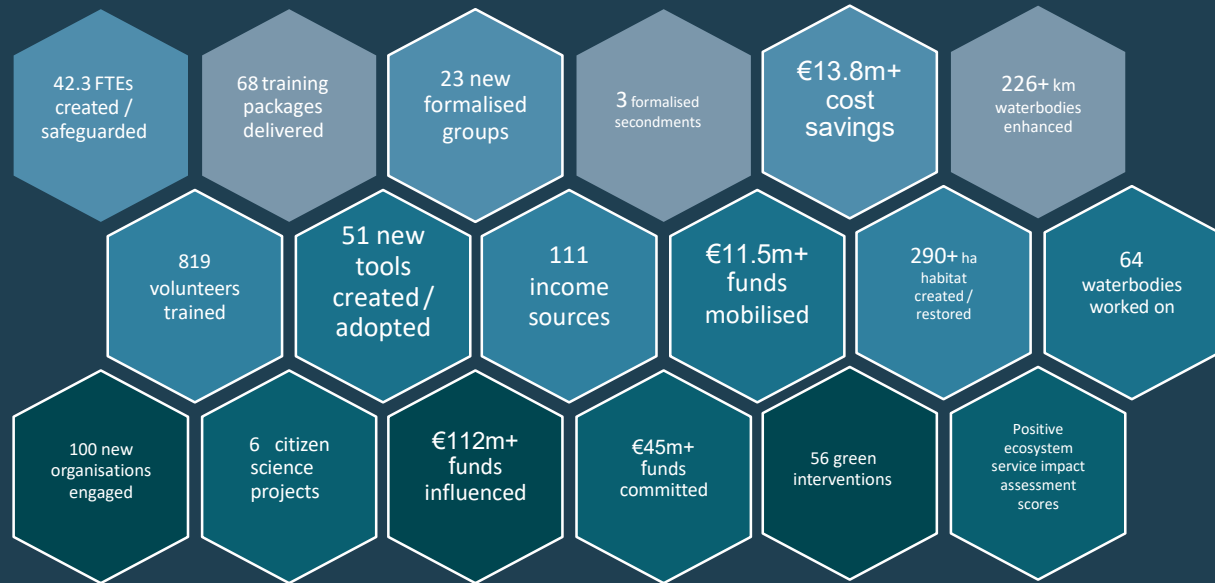 42.3 FTEs
created /
safeguarded
68 training
packages
delivered
23 new
formalised
groups
3 formalised
secondments
€13.8m+
cost
savings
226+ km
waterbodies
enhanced
819
volunteers
trained
51 new
tools
created /
adopted
111
income
sources
€11.5m+
funds
mobilised
290+ ha
habitat
created /
restored
64
waterbodies
worked on
100 new
organisations
engaged
6 citizen
science
projects
€112m+
funds
influenced
€45m+
funds
committed
56 green
interventions
Positive
ecosystem
service impact
assessment
scores